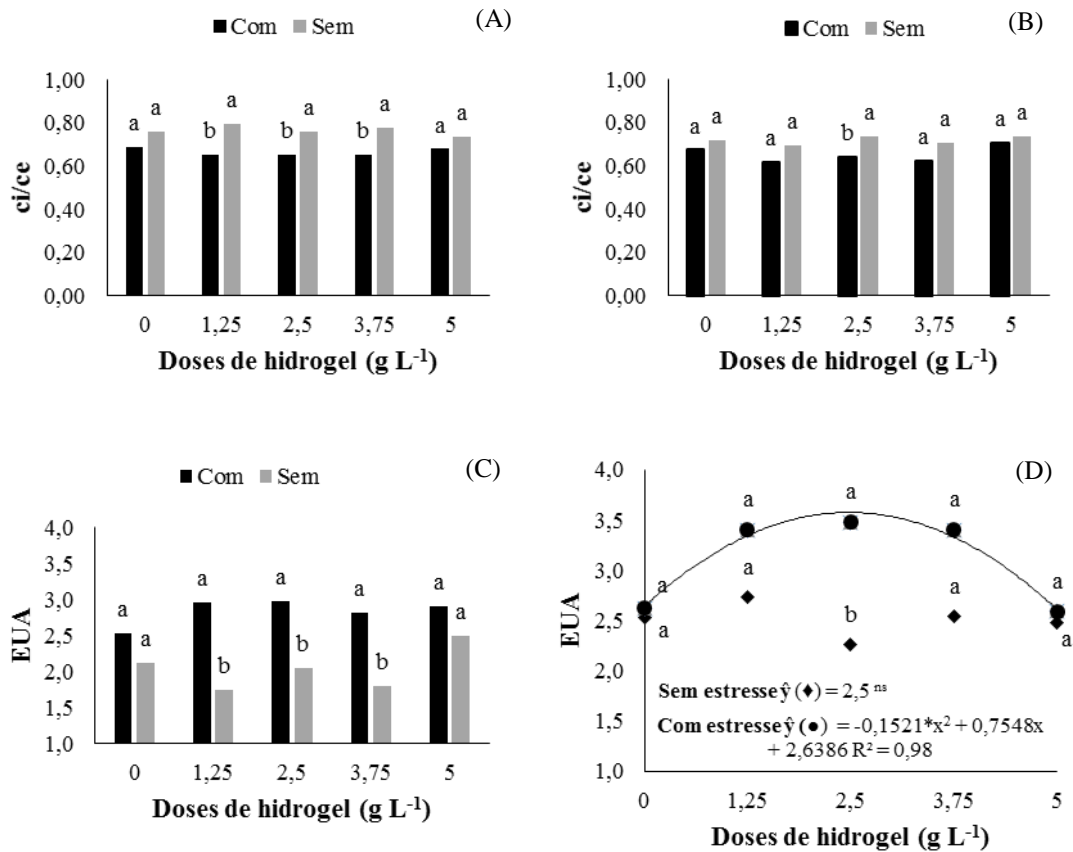 Com Sem (A)
1,00
0,80
0,60
0,40
0,20
0,00
ci/ce
a a b a b a b a a a
0 1,25 2,5 3,75 5
Doses de hidrogel (g L⁻¹)
Com Sem (B)
1,00
0,80
0,60
0,40
0,20
0,00
ci/ce
a a a a b a a a a a
0 1,25 2,5 3,75 5
Doses de hidrogel (g L⁻¹)
Com Sem (C)
4,0
3,5
3,0
2,5
2,0
1,5
1,0
EUA
a a a b a b a b a a
0 1,25 2,5 3,75 5
Doses de hidrogel (g L⁻¹)
(D)
4,0
3,5
3,0
2,5
2,0
1,5
1,0
EUA
a a a a a
a a b a a
Sem estresse ŷ (♦) = 2,5 ⁿˢ
Com estresse ŷ (●) = -0,1521*x² + 0,7548x
+ 2,6386 R² = 0,98
0 1,25 2,5 3,75 5
Doses de hidrogel (g L⁻¹)